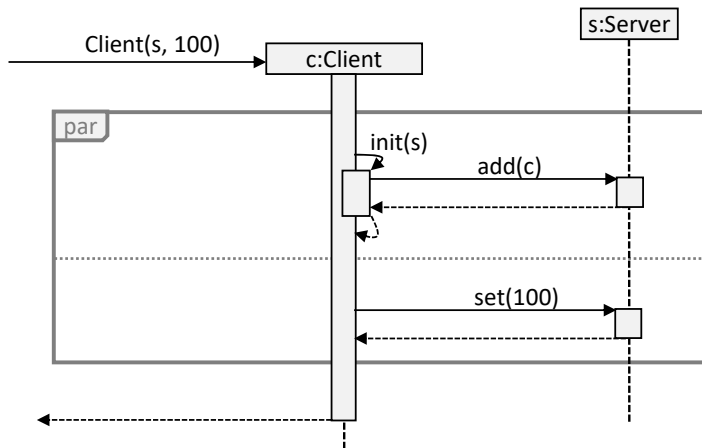 s:Server
Client(s, 100)
c:Client
par
init(s)
add(c)
set(100)